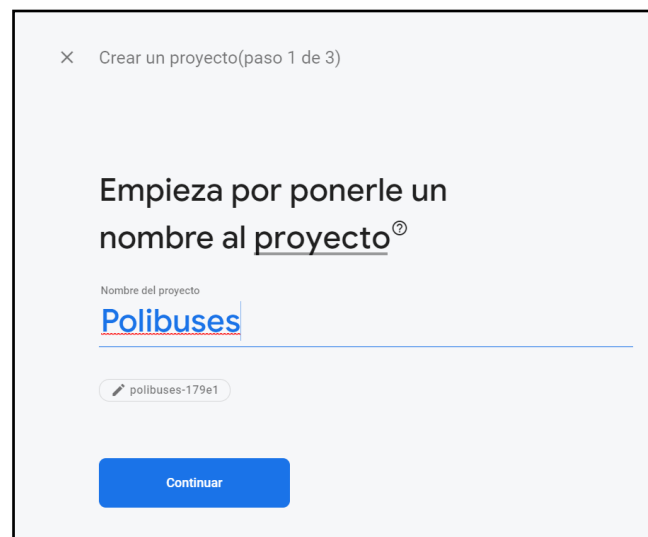 Crear un proyecto(paso 1 de 3)
Empieza por ponerle un
nombre al proyecto
Nombre del proyecto
Polibuses
polibuses-179e1
Continuar